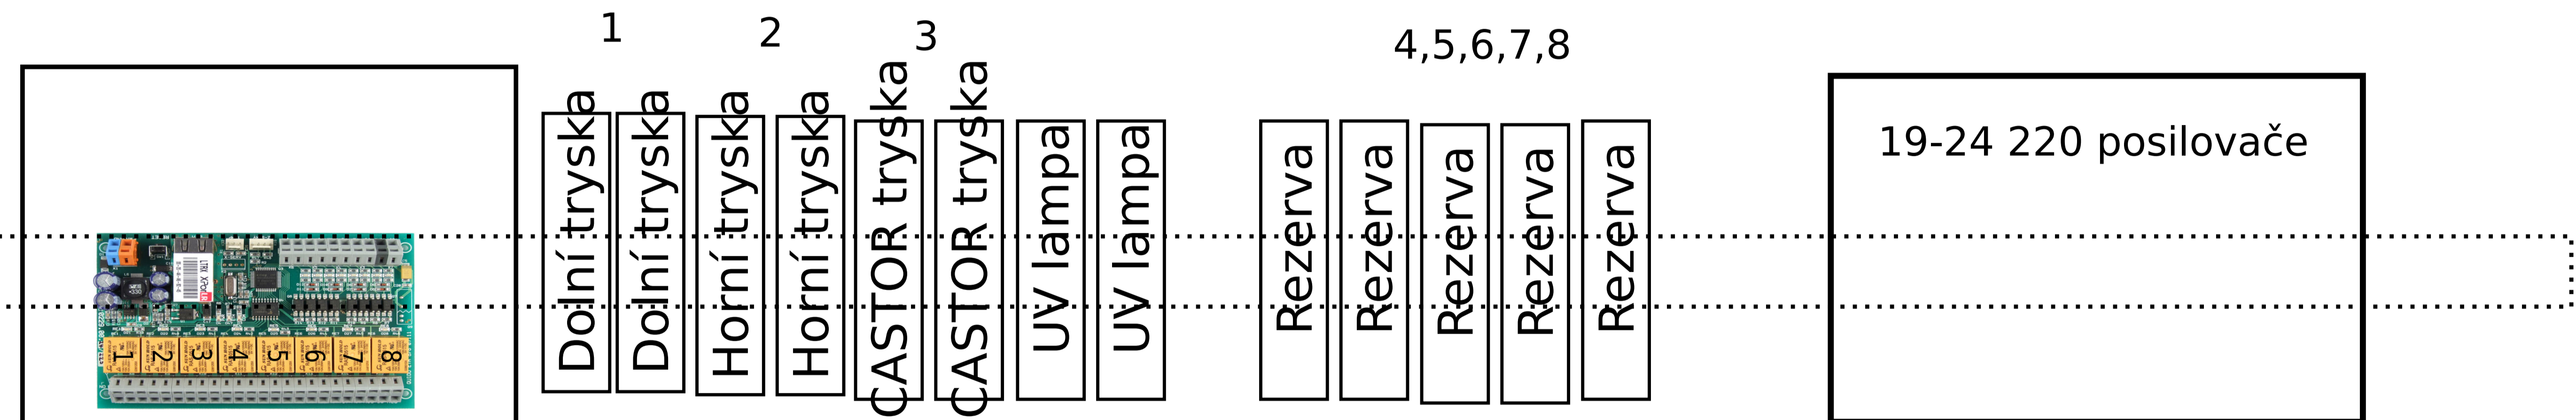 1
2
3
4,5,6,7,8
Dolní tryska
Dolní tryska
Horní tryska
Horní tryska
CASTOR tryska
CASTOR tryska
UV lampa
UV lampa
Rezerva
Rezerva
Rezerva
Rezerva
Rezerva
19-24 220 posilovače
1 2 3 4 5 6 7 8